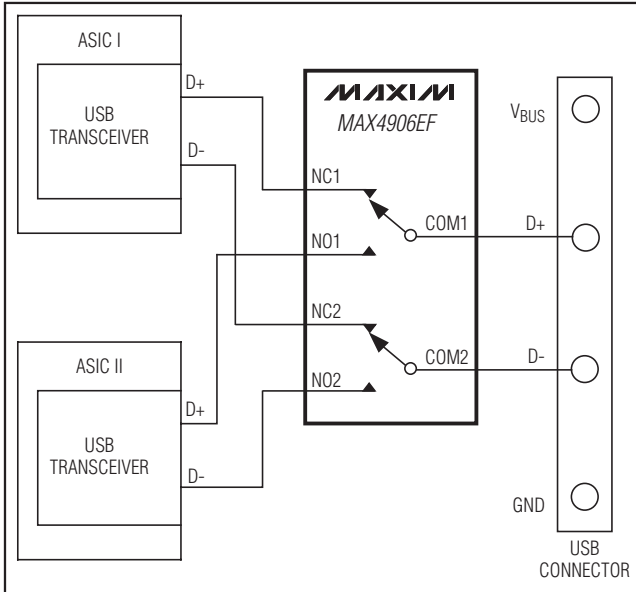 ASIC I
USB
TRANSCEIVER
D+
D-
MAXIM
MAX4906EF
NC1
NO1
NC2
NO2
COM1
COM2
VBUS
D+
D-
GND
USB
CONNECTOR
ASIC II
USB
TRANSCEIVER
D+
D-